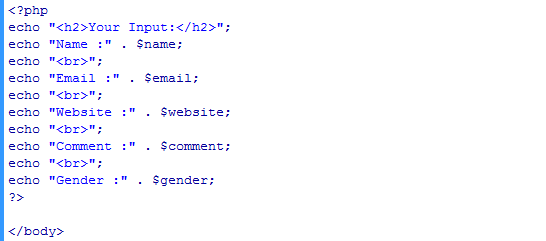 <?php
echo "<h2>Your Input:</h2>";
echo "Name :" . $name;
echo "<br>";
echo "Email :" . $email;
echo "<br>";
echo "Website :" . $website;
echo "<br>";
echo "Comment :" . $comment;
echo "<br>";
echo "Gender :" . $gender;
?>
</body>